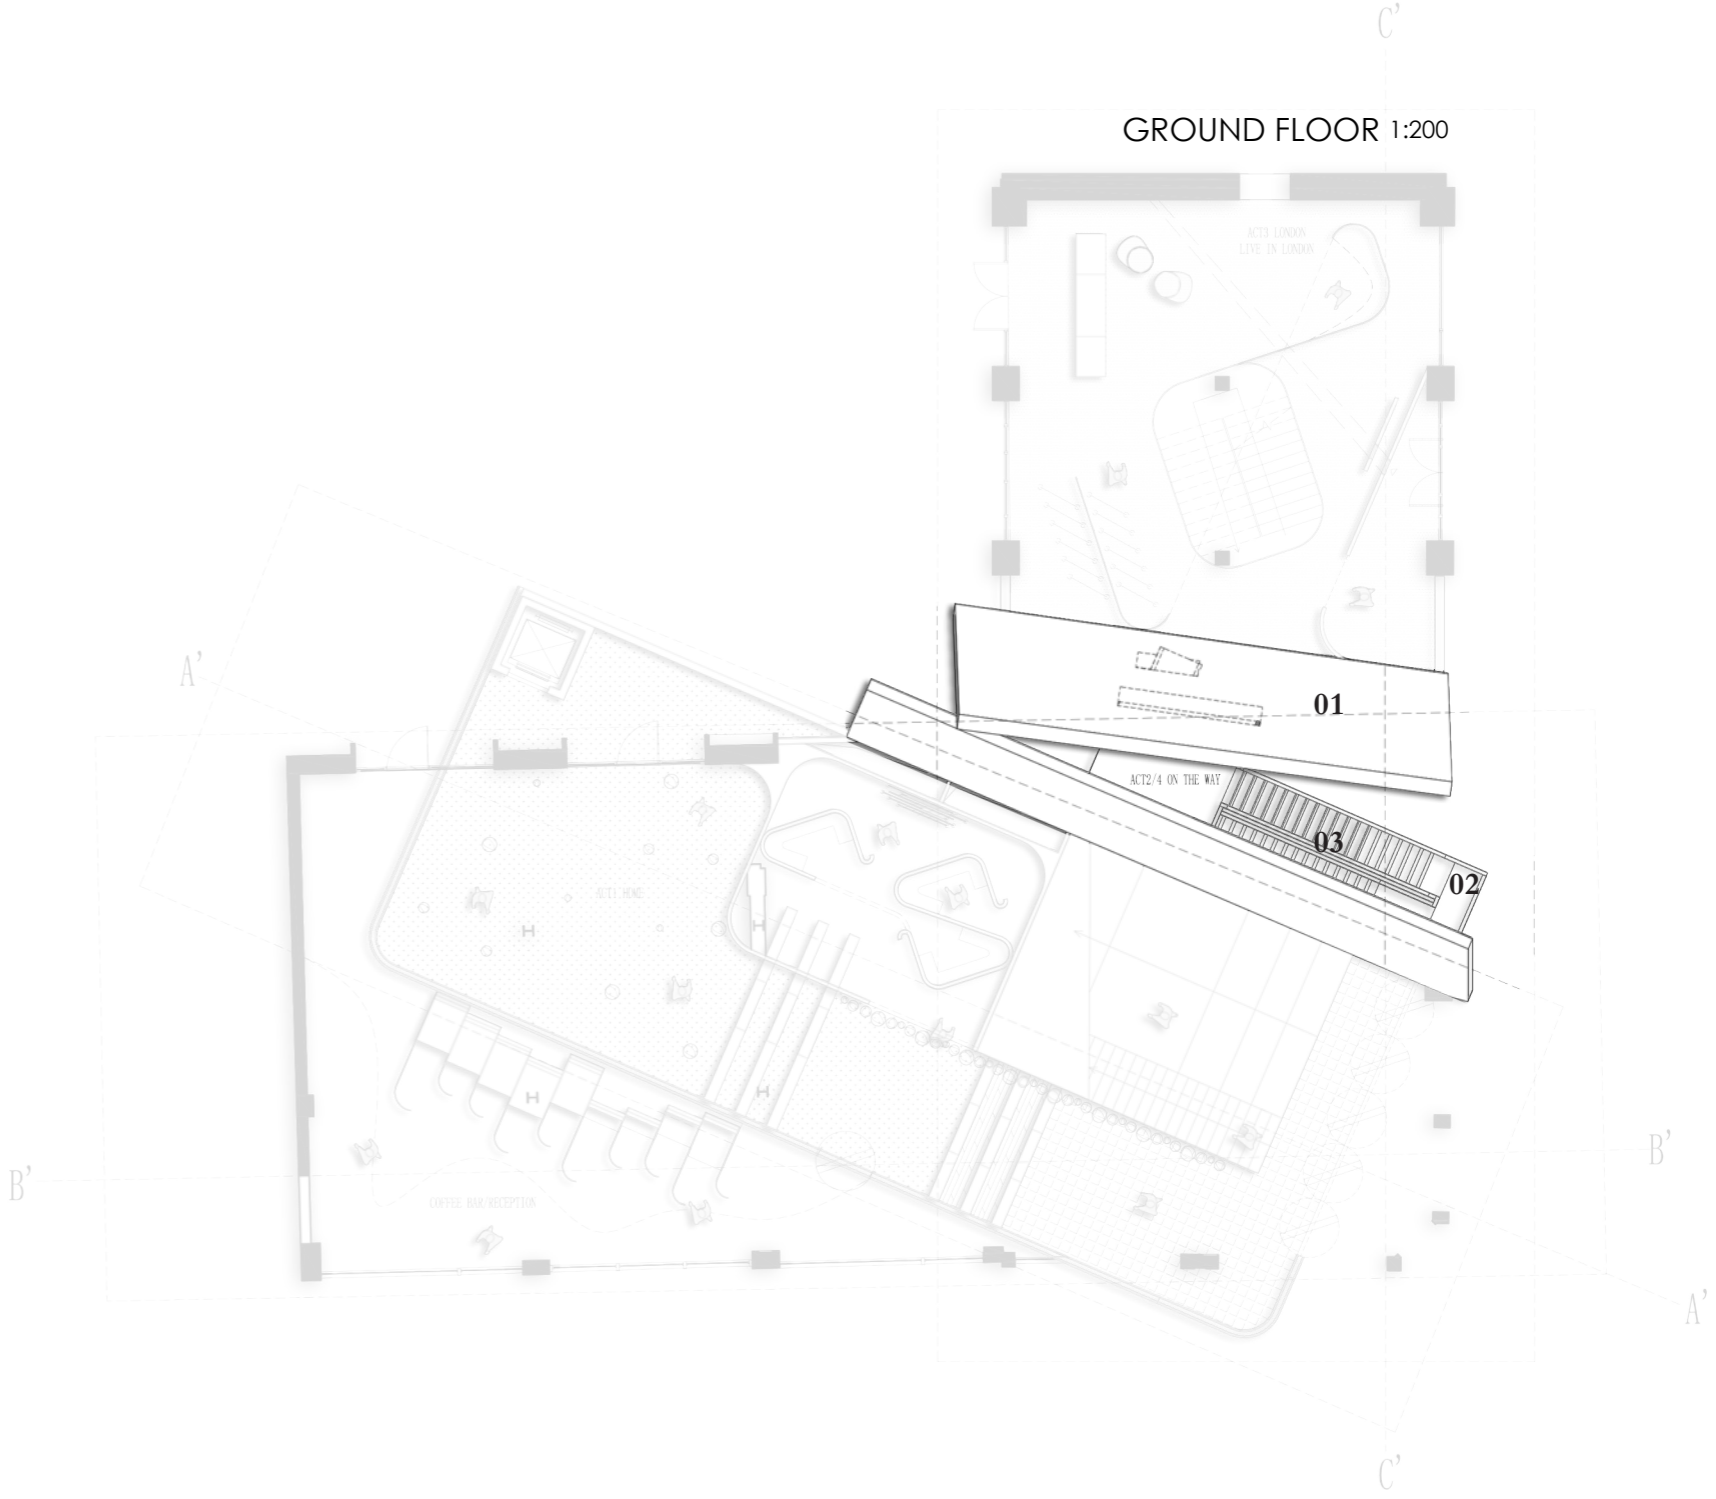 C'
GROUND FLOOR 1:200
ACT3 LONDON
LIVE IN LONDON
A'
01
ACT2/4 ON THE WAY
03
02
ACT1 HOME
H
H
H
H
B'
B'
COFFEE BAR/RECEPTION
A'
C'